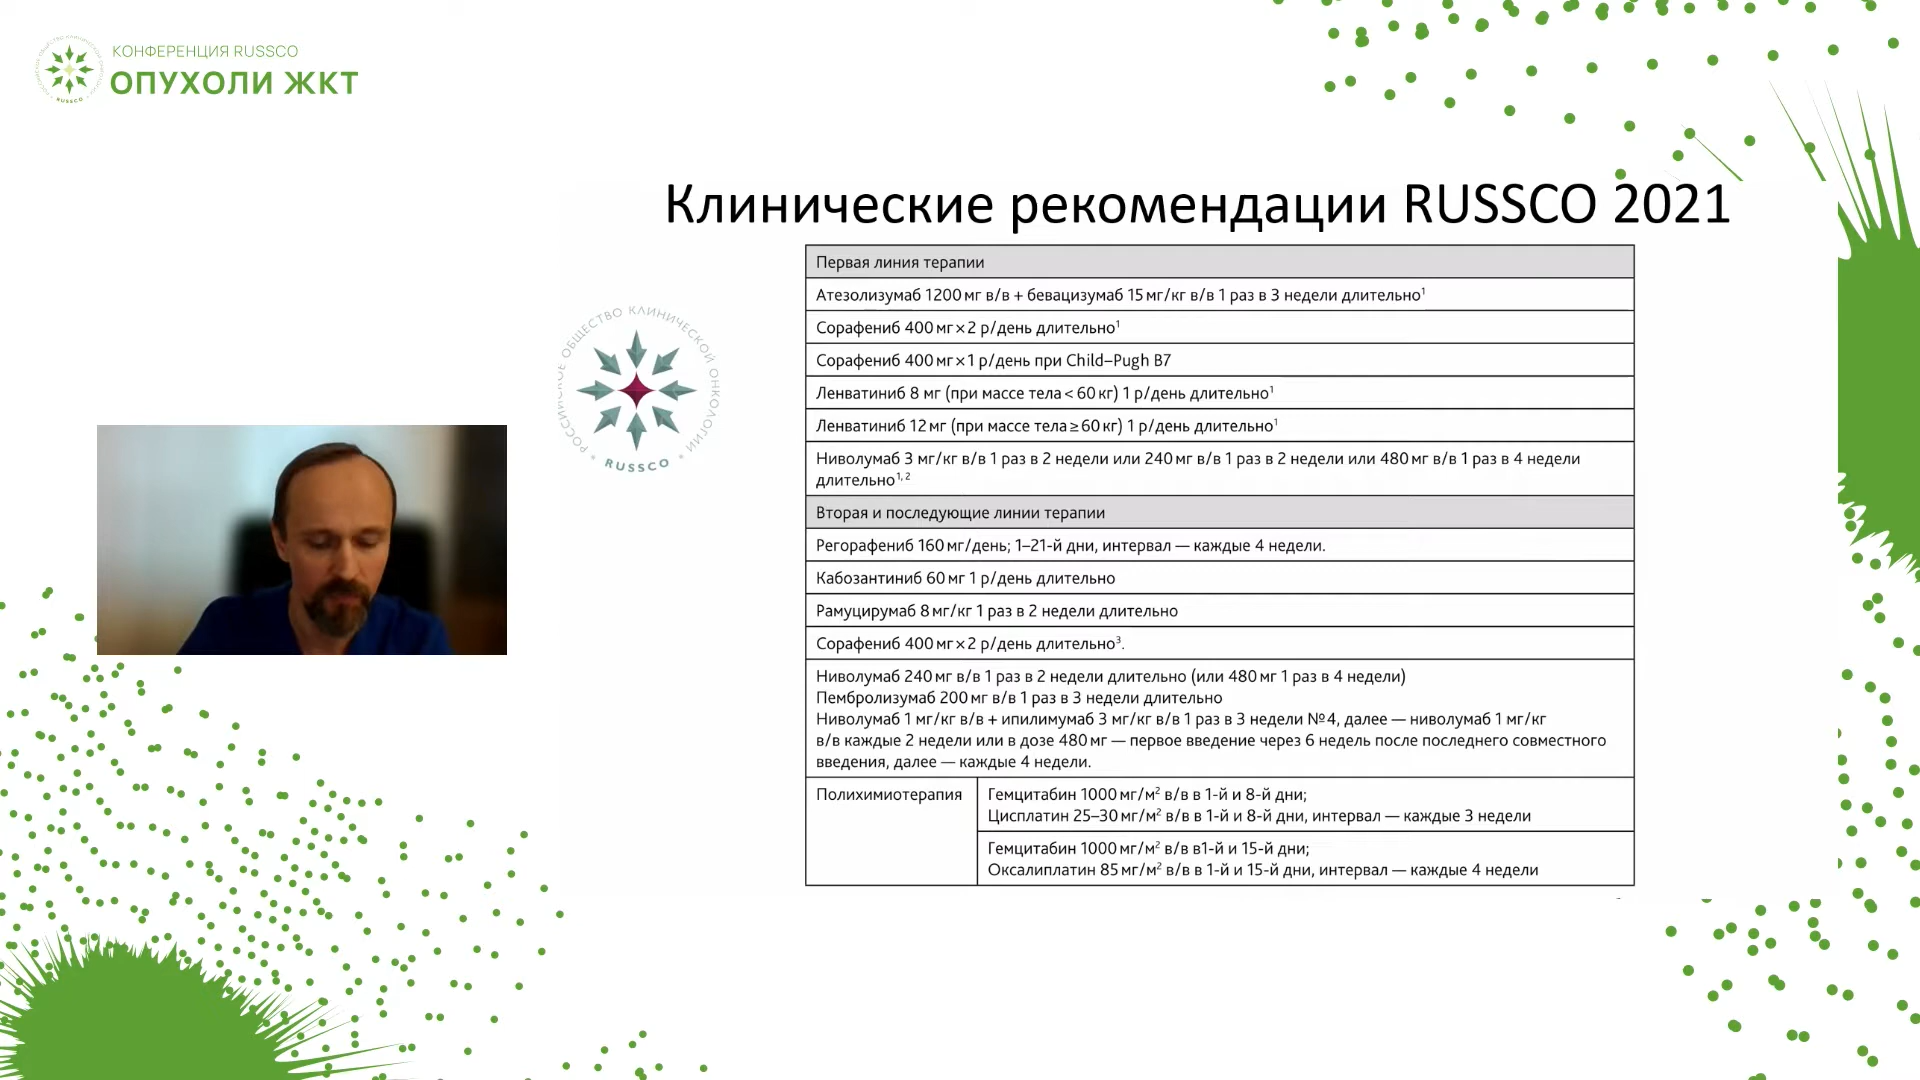 КОНФЕРЕНЦИЯ RUSSCO
ОПУХОЛИ ЖКТ
RUSSCO
Клинические рекомендации RUSSCO 2021
РОССИЙСКОЕ ОБЩЕСТВО КЛИНИЧЕСКОЙ ОНКОЛОГИИ
RUSSCO
Первая линия терапии
Атезолизумаб 1200 мг в/в + бевацизумаб 15 мг/кг в/в 1 раз в 3 недели длительно¹
Сорафениб 400 мг × 2 р/день длительно¹
Сорафениб 400 мг × 1 р/день при Child–Pugh B7
Ленватиниб 8 мг (при массе тела < 60 кг) 1 р/день длительно¹
Ленватиниб 12 мг (при массе тела ≥ 60 кг) 1 р/день длительно¹
Ниволумаб 3 мг/кг в/в 1 раз в 2 недели или 240 мг в/в 1 раз в 2 недели или 480 мг в/в 1 раз в 4 недели
длительно¹,²
Вторая и последующие линии терапии
Регорафениб 160 мг/день; 1–21-й дни, интервал — каждые 4 недели.
Кабозантиниб 60 мг 1 р/день длительно
Рамуцирумаб 8 мг/кг 1 раз в 2 недели длительно
Сорафениб 400 мг × 2 р/день длительно³.
Ниволумаб 240 мг в/в 1 раз в 2 недели длительно (или 480 мг 1 раз в 4 недели)
Пембролизумаб 200 мг в/в 1 раз в 3 недели длительно
Ниволумаб 1 мг/кг в/в + ипилимумаб 3 мг/кг в/в 1 раз в 3 недели №4, далее — ниволумаб 1 мг/кг
в/в каждые 2 недели или в дозе 480 мг — первое введение через 6 недель после последнего совместного
введения, далее — каждые 4 недели.
Полихимиотерапия
Гемцитабин 1000 мг/м² в/в в 1-й и 8-й дни;
Цисплатин 25–30 мг/м² в/в в 1-й и 8-й дни, интервал — каждые 3 недели
Гемцитабин 1000 мг/м² в/в в1-й и 15-й дни;
Оксалиплатин 85 мг/м² в/в в 1-й и 15-й дни, интервал — каждые 4 недели